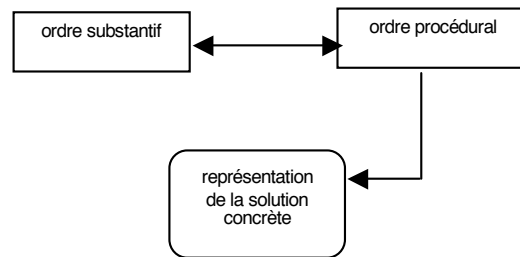 ordre substantif
ordre procédural
représentation
de la solution
concrète